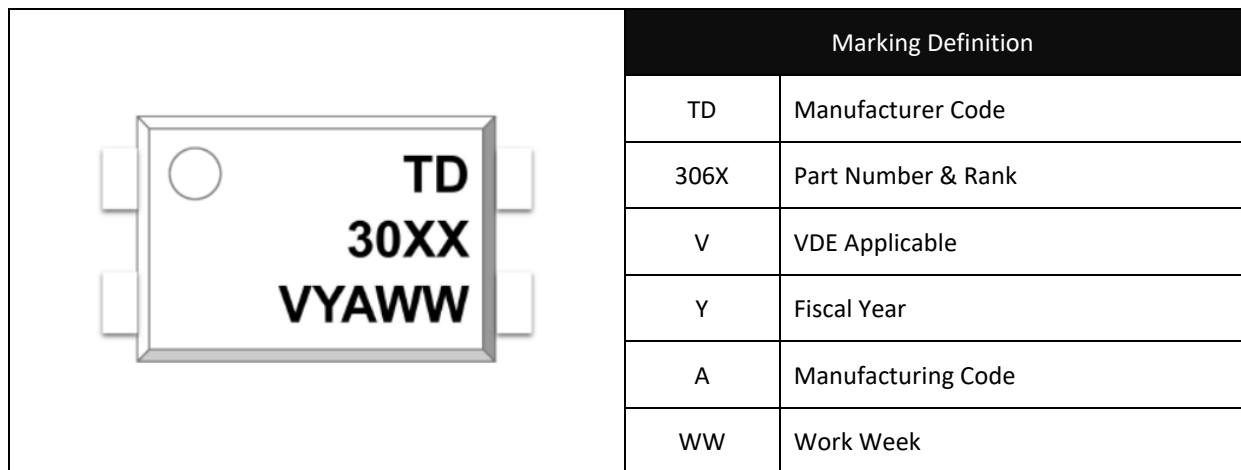 TD
30XX
VYAWW
Marking Definition
TD Manufacturer Code
306X Part Number & Rank
V VDE Applicable
Y Fiscal Year
A Manufacturing Code
WW Work Week